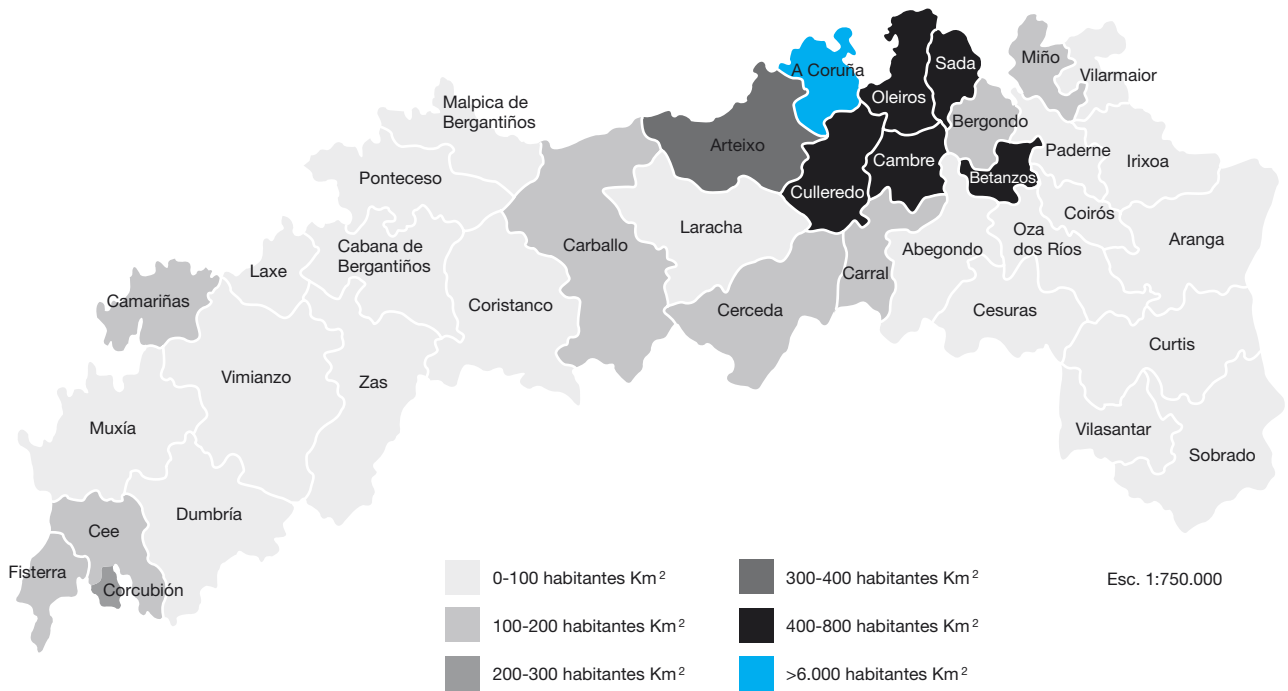 A Coruña
Sada
Miño
Vilarmaior
Oleiros
Malpica de
Bergantiños
Bergondo
Arteixo
Cambre
Paderne
Irixoa
Ponteceso
Betanzos
Culleredo
Laracha
Coirós
Cabana de
Bergantiños
Carballo
Abegondo
Oza
dos Ríos
Aranga
Laxe
Carral
Camariñas
Coristanco
Cerceda
Cesuras
Curtis
Vimianzo
Zas
Muxía
Vilasantar
Sobrado
Dumbría
Cee
Fisterra
Corcubión
0-100 habitantes Km²
100-200 habitantes Km²
200-300 habitantes Km²
300-400 habitantes Km²
400-800 habitantes Km²
>6.000 habitantes Km²
Esc. 1:750.000